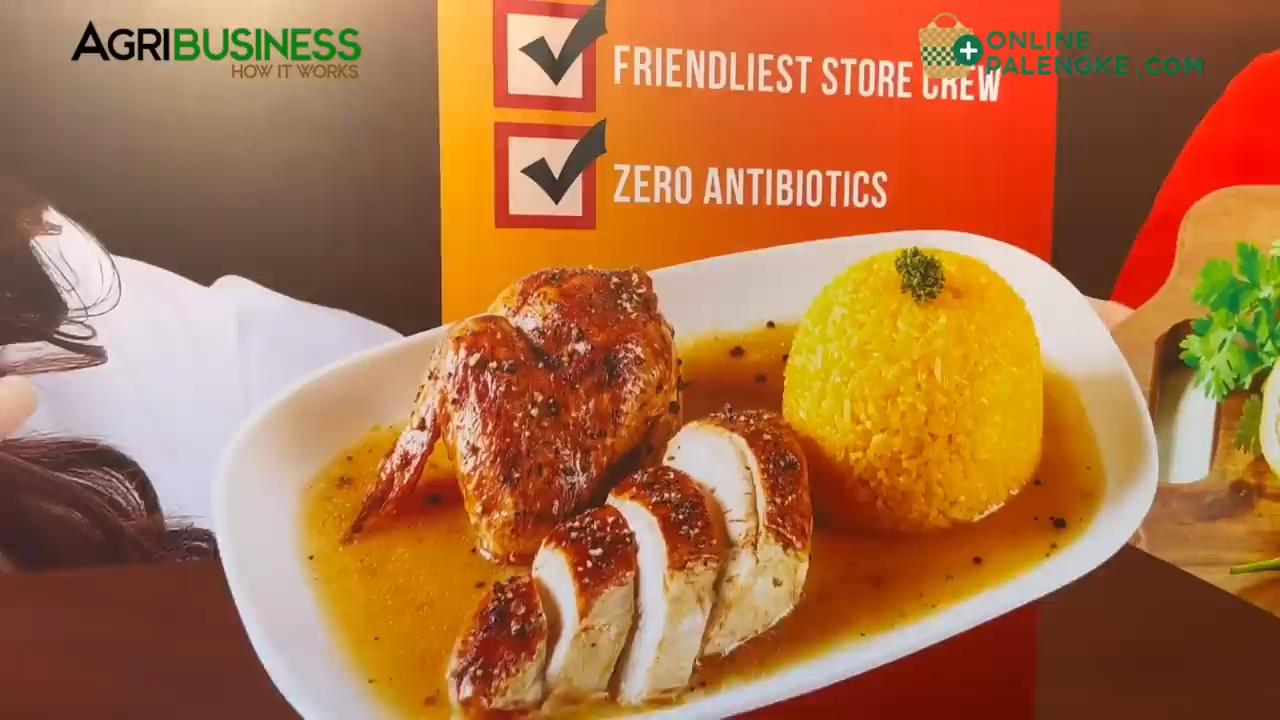 AGRIBUSINESS
HOW IT WORKS
ONLINE
PALENGKE.COM
FRIENDLIEST STORE CREW
ZERO ANTIBIOTICS